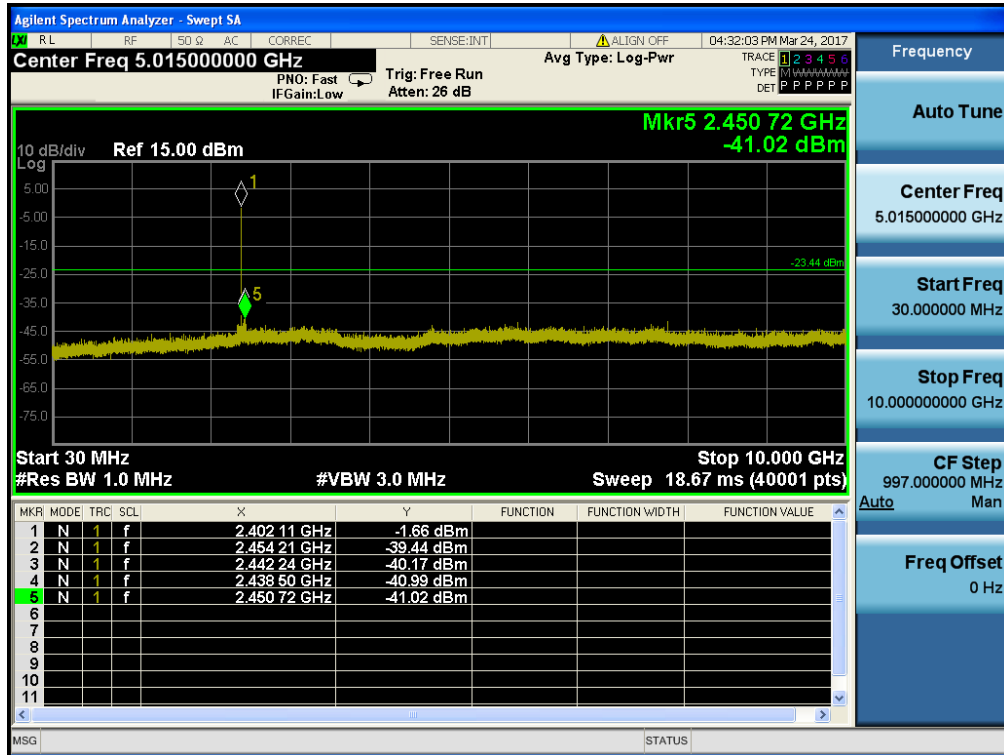 Agilent Spectrum Analyzer - Swept SA
LXI RL RF 50 Ω AC CORREC SENSE:INT ALIGN OFF 04:32:03 PM Mar 24, 2017
Center Freq 5.015000000 GHz
PNO: Fast
IFGain:Low
Trig: Free Run
Atten: 26 dB
Avg Type: Log-Pwr
TRACE 1 2 3 4 5 6
TYPE M
DET P P P P P P
Mkr5 2.450 72 GHz
-41.02 dBm
10 dB/div Ref 15.00 dBm
Log
5.00
-5.00
-15.0
-25.0
-35.0
-45.0
-55.0
-65.0
-75.0
1
5
-23.44 dBm
Start 30 MHz Stop 10.000 GHz
#Res BW 1.0 MHz #VBW 3.0 MHz Sweep 18.67 ms (40001 pts)
MKR MODE TRC SCL X Y FUNCTION FUNCTION WIDTH FUNCTION VALUE
1 N 1 f 2.402 11 GHz -1.66 dBm
2 N 1 f 2.454 21 GHz -39.44 dBm
3 N 1 f 2.442 24 GHz -40.17 dBm
4 N 1 f 2.438 50 GHz -40.99 dBm
5 N 1 f 2.450 72 GHz -41.02 dBm
6
7
8
9
10
11
MSG STATUS
Frequency
Auto Tune
Center Freq
5.015000000 GHz
Start Freq
30.000000 MHz
Stop Freq
10.000000000 GHz
CF Step
997.000000 MHz
Auto Man
Freq Offset
0 Hz